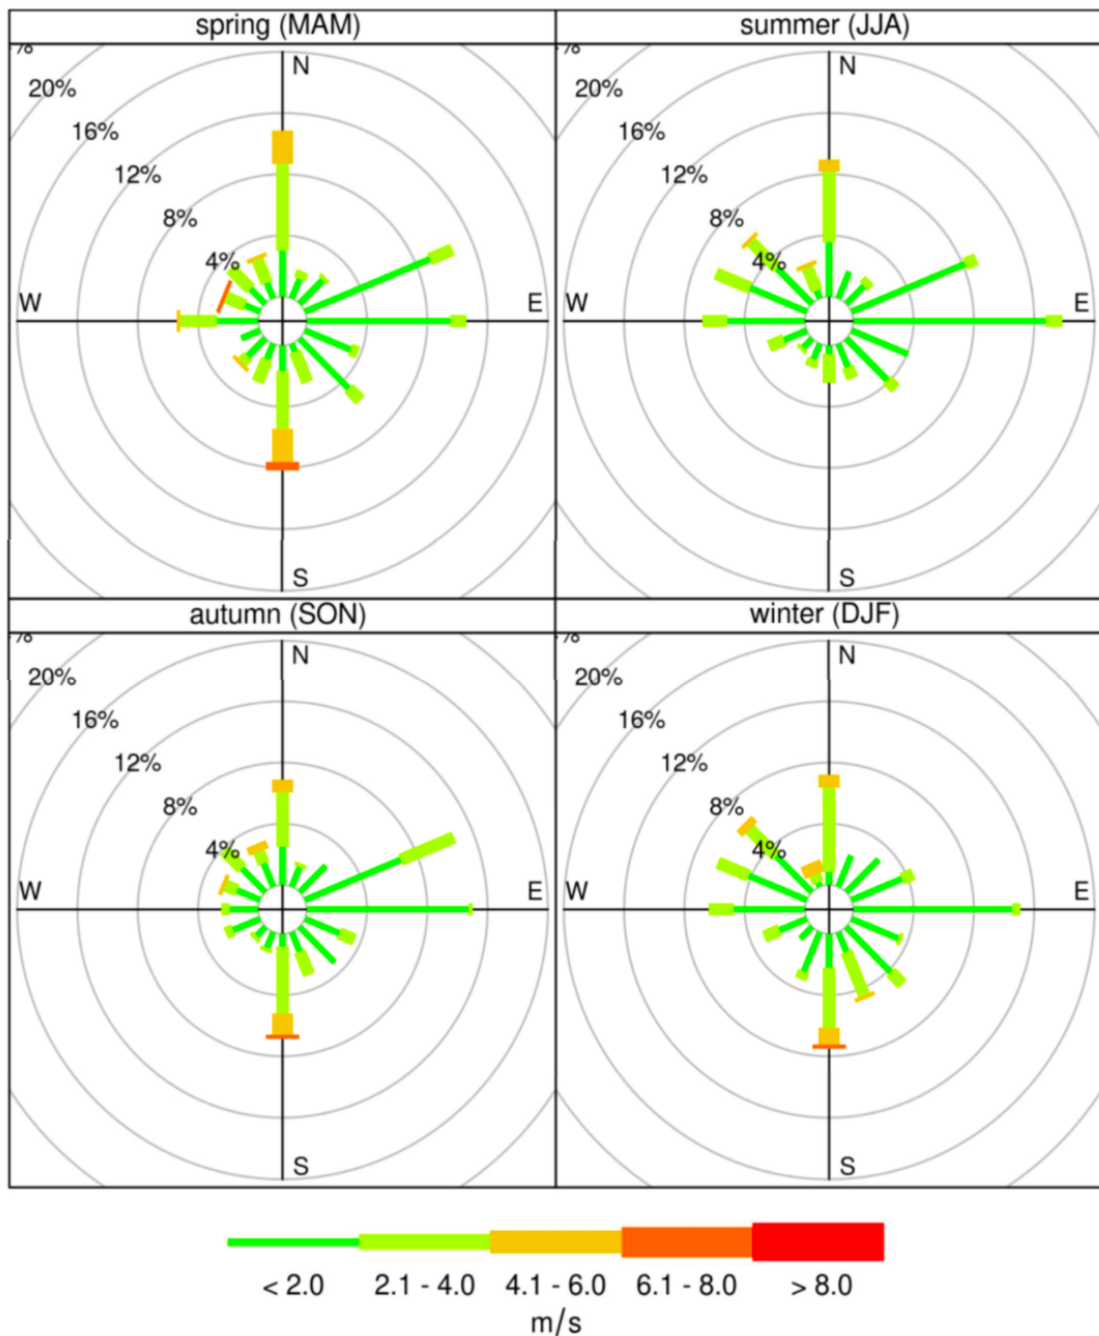 spring (MAM) summer (JJA)
% %
N N
20% 20%
16% 16%
12% 12%
8% 8%
4% 4%
W E W E
S S
autumn (SON) winter (DJF)
% %
N N
20% 20%
16% 16%
12% 12%
8% 8%
4% 4%
W E W E
S S
< 2.0 2.1 - 4.0 4.1 - 6.0 6.1 - 8.0 > 8.0
m/s